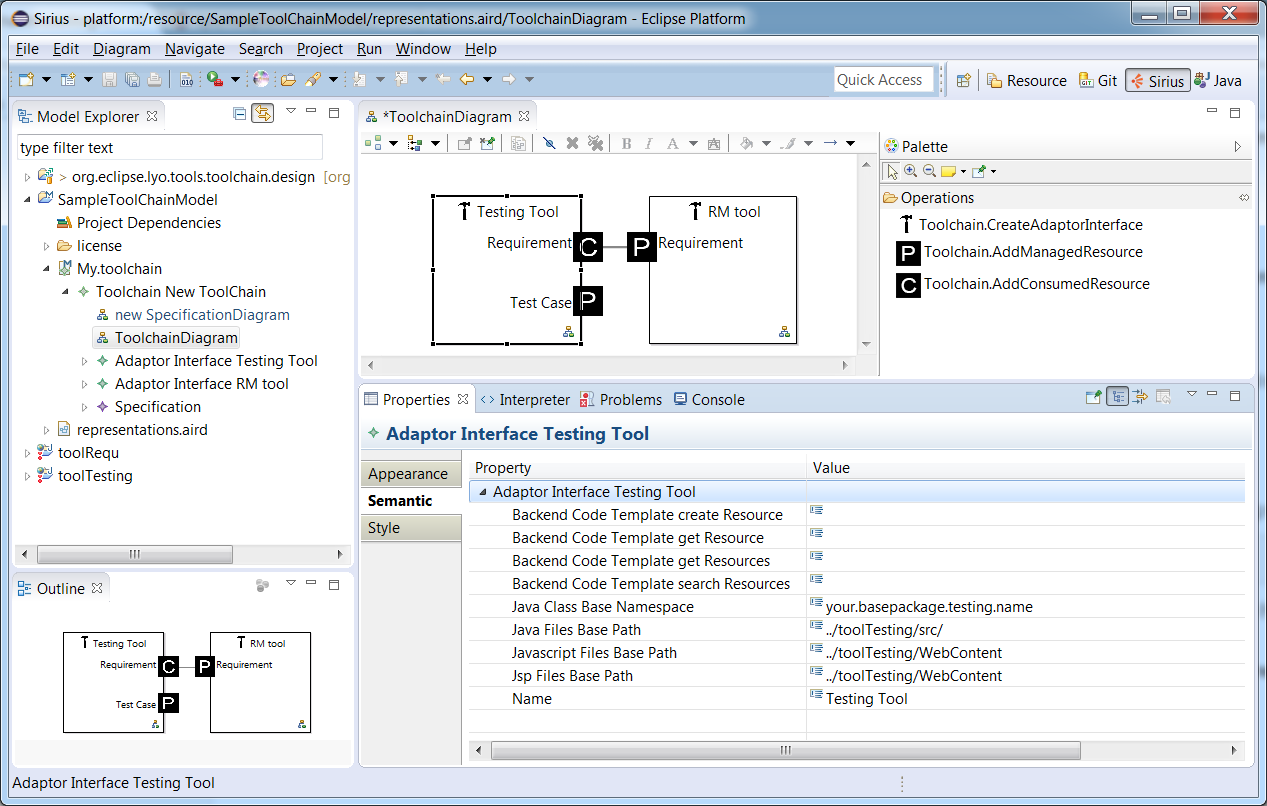 Sirius - platform:/resource/SampleToolChainModel/representations.aird/ToolchainDiagram - Eclipse Platform
File Edit Diagram Navigate Search Project Run Window Help
010
Quick Access
Resource Git Sirius Java
Model Explorer
type filter text
> org.eclipse.lyo.tools.toolchain.design [org
SampleToolChainModel
Project Dependencies
license
My.toolchain
Toolchain New ToolChain
new SpecificationDiagram
ToolchainDiagram
Adaptor Interface Testing Tool
Adaptor Interface RM tool
Specification
representations.aird
toolRequ
toolTesting
*ToolchainDiagram
B I A A
Testing Tool
Requirement C
Test Case P
RM tool
P Requirement
Palette
Operations
Toolchain.CreateAdaptorInterface
P Toolchain.AddManagedResource
C Toolchain.AddConsumedResource
Outline
Testing Tool
Requirement C
Test Case P
RM tool
P Requirement
Properties Interpreter Problems Console
Adaptor Interface Testing Tool
Appearance
Semantic
Style
Property Value
Adaptor Interface Testing Tool
Backend Code Template create Resource
Backend Code Template get Resource
Backend Code Template get Resources
Backend Code Template search Resources
Java Class Base Namespace your.basepackage.testing.name
Java Files Base Path ../toolTesting/src/
Javascript Files Base Path ../toolTesting/WebContent
Jsp Files Base Path ../toolTesting/WebContent
Name Testing Tool
Adaptor Interface Testing Tool